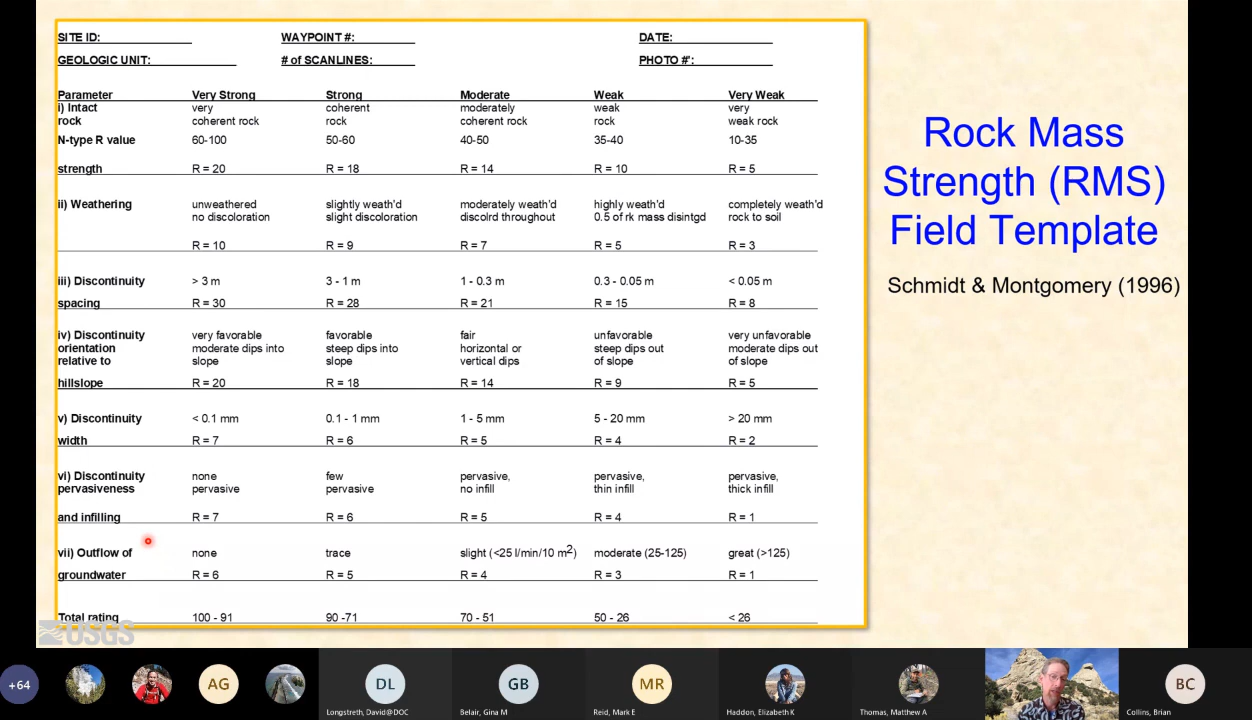 SITE ID: WAYPOINT #: DATE:
GEOLOGIC UNIT: # of SCANLINES: PHOTO #':
Parameter Very Strong Strong Moderate Weak Very Weak
i) Intact very coherent moderately weak very
rock coherent rock rock coherent rock rock weak rock
N-type R value 60-100 50-60 40-50 35-40 10-35
strength R = 20 R = 18 R = 14 R = 10 R = 5
ii) Weathering unweathered slightly weath'd moderately weath'd highly weath'd completely weath'd
no discoloration slight discoloration discolrd throughout 0.5 of rk mass disintgd rock to soil
R = 10 R = 9 R = 7 R = 5 R = 3
iii) Discontinuity > 3 m 3 - 1 m 1 - 0.3 m 0.3 - 0.05 m < 0.05 m
spacing R = 30 R = 28 R = 21 R = 15 R = 8
iv) Discontinuity very favorable favorable fair unfavorable very unfavorable
orientation moderate dips into steep dips into horizontal or steep dips out moderate dips out
relative to slope slope vertical dips of slope of slope
hillslope R = 20 R = 18 R = 14 R = 9 R = 5
v) Discontinuity < 0.1 mm 0.1 - 1 mm 1 - 5 mm 5 - 20 mm > 20 mm
width R = 7 R = 6 R = 5 R = 4 R = 2
vi) Discontinuity none few pervasive, pervasive, pervasive,
pervasiveness pervasive pervasive no infill thin infill thick infill
and infilling R = 7 R = 6 R = 5 R = 4 R = 1
vii) Outflow of none trace slight (<25 l/min/10 m2) moderate (25-125) great (>125)
groundwater R = 6 R = 5 R = 4 R = 3 R = 1
Total rating 100 - 91 90 -71 70 - 51 50 - 26 < 26
USGS
Rock Mass
Strength (RMS)
Field Template
Schmidt & Montgomery (1996)
+64 AG DL GB MR BC
Longstreth, David@DOC Belair, Gina M Reid, Mark E Haddon, Elizabeth K Thomas, Matthew A Collins, Brian